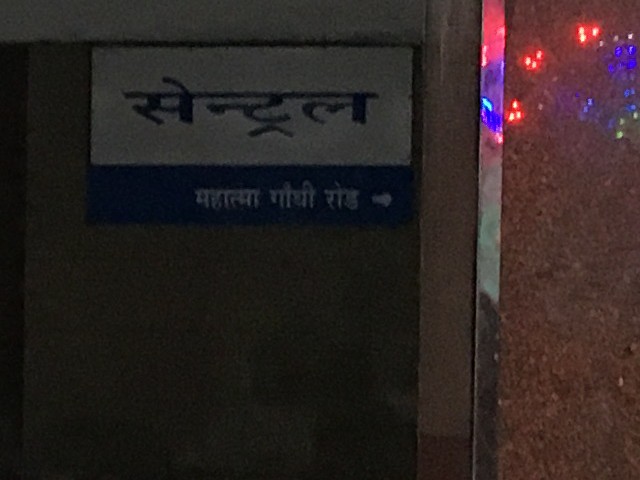 सेन्ट्रल
महात्मा गाँधी रोड →